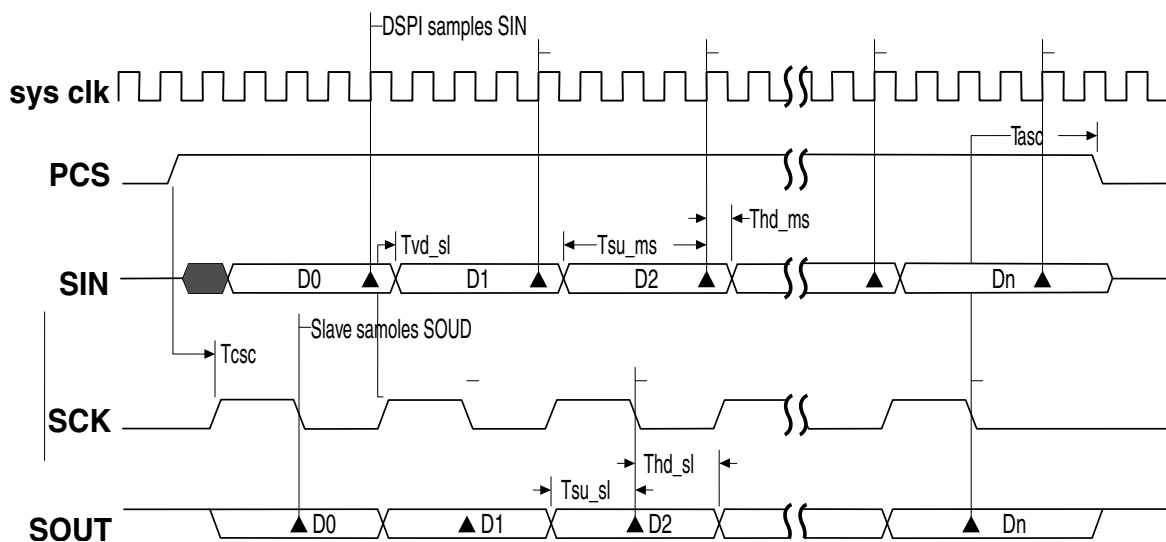 DSPI samples SIN
sys clk
Tasc
PCS
Thd_ms
Tvd_sl
Tsu_ms
SIN
D0
D1
D2
Dn
Slave samoles SOUD
Tcsc
SCK
Thd_sl
Tsu_sl
SOUT
D0
D1
D2
Dn